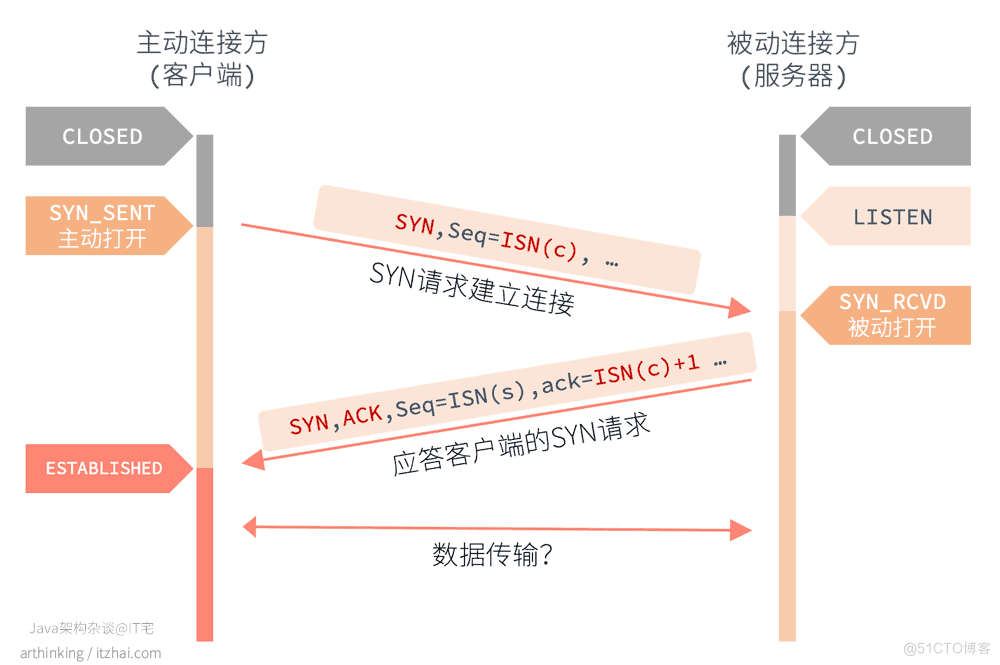 主动连接方
(客户端)
被动连接方
(服务器)
CLOSED
CLOSED
SYN_SENT
主动打开
LISTEN
SYN,Seq=ISN(c), …
SYN请求建立连接
SYN_RCVD
被动打开
SYN,ACK,Seq=ISN(s),ack=ISN(c)+1 …
应答客户端的SYN请求
ESTABLISHED
数据传输?
Java架构杂谈@IT宅
arthinking / itzhai.com
@51CTO博客